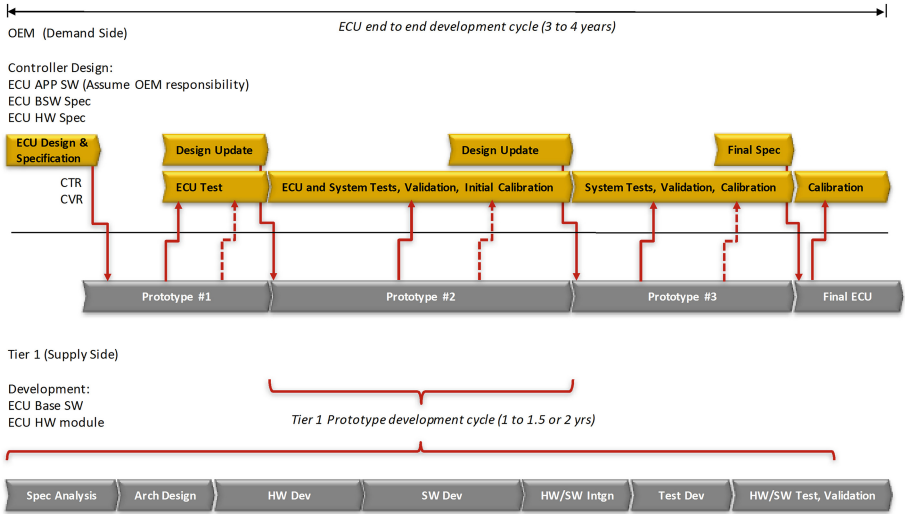 ECU end to end development cycle (3 to 4 years)
OEM (Demand Side)
Controller Design:
ECU APP SW (Assume OEM responsibility)
ECU BSW Spec
ECU HW Spec
ECU Design &
Specification
Design Update
Design Update
Final Spec
CTR
CVR
ECU Test
ECU and System Tests, Validation, Initial Calibration
System Tests, Validation, Calibration
Calibration
Prototype #1
Prototype #2
Prototype #3
Final ECU
Tier 1 (Supply Side)
Development:
ECU Base SW
ECU HW module
Tier 1 Prototype development cycle (1 to 1.5 or 2 yrs)
Spec Analysis
Arch Design
HW Dev
SW Dev
HW/SW Intgn
Test Dev
HW/SW Test, Validation